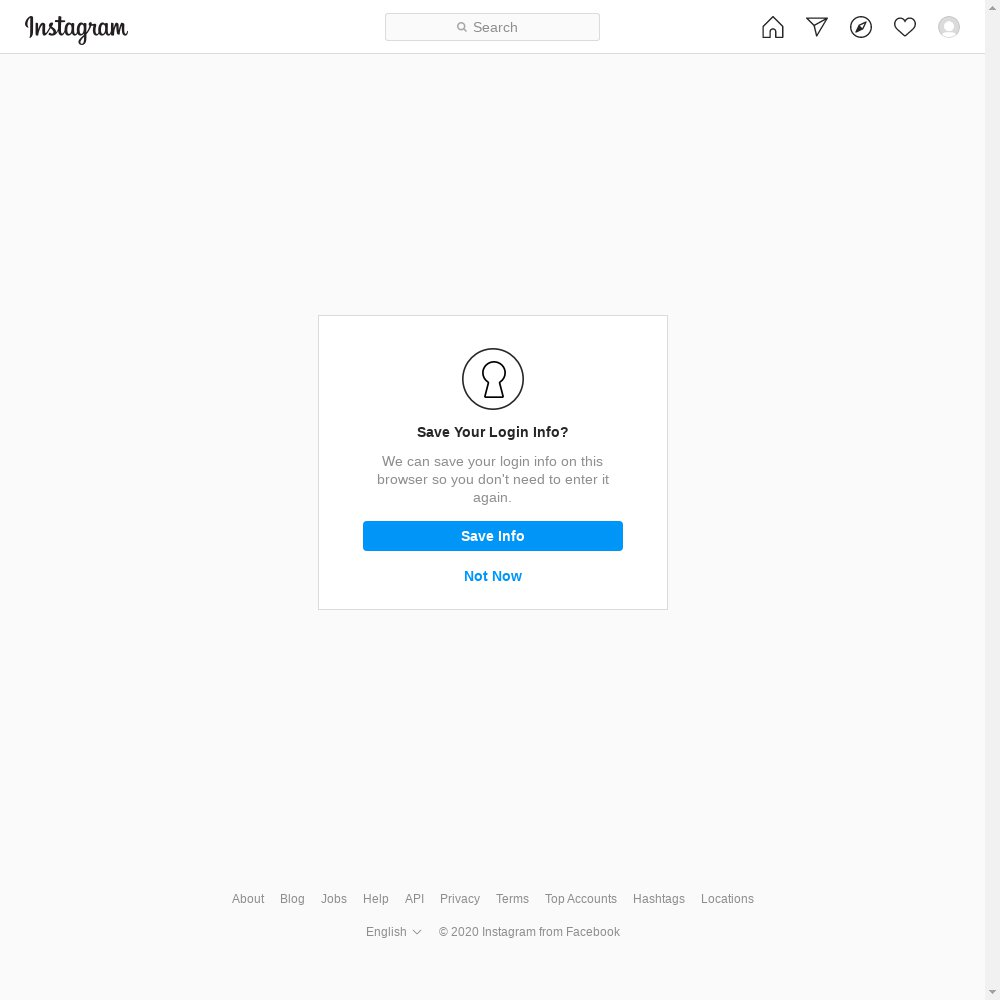 Instagram
Search
Save Your Login Info?
We can save your login info on this
browser so you don't need to enter it
again.
Save Info
Not Now
About Blog Jobs Help API Privacy Terms Top Accounts Hashtags Locations
English © 2020 Instagram from Facebook